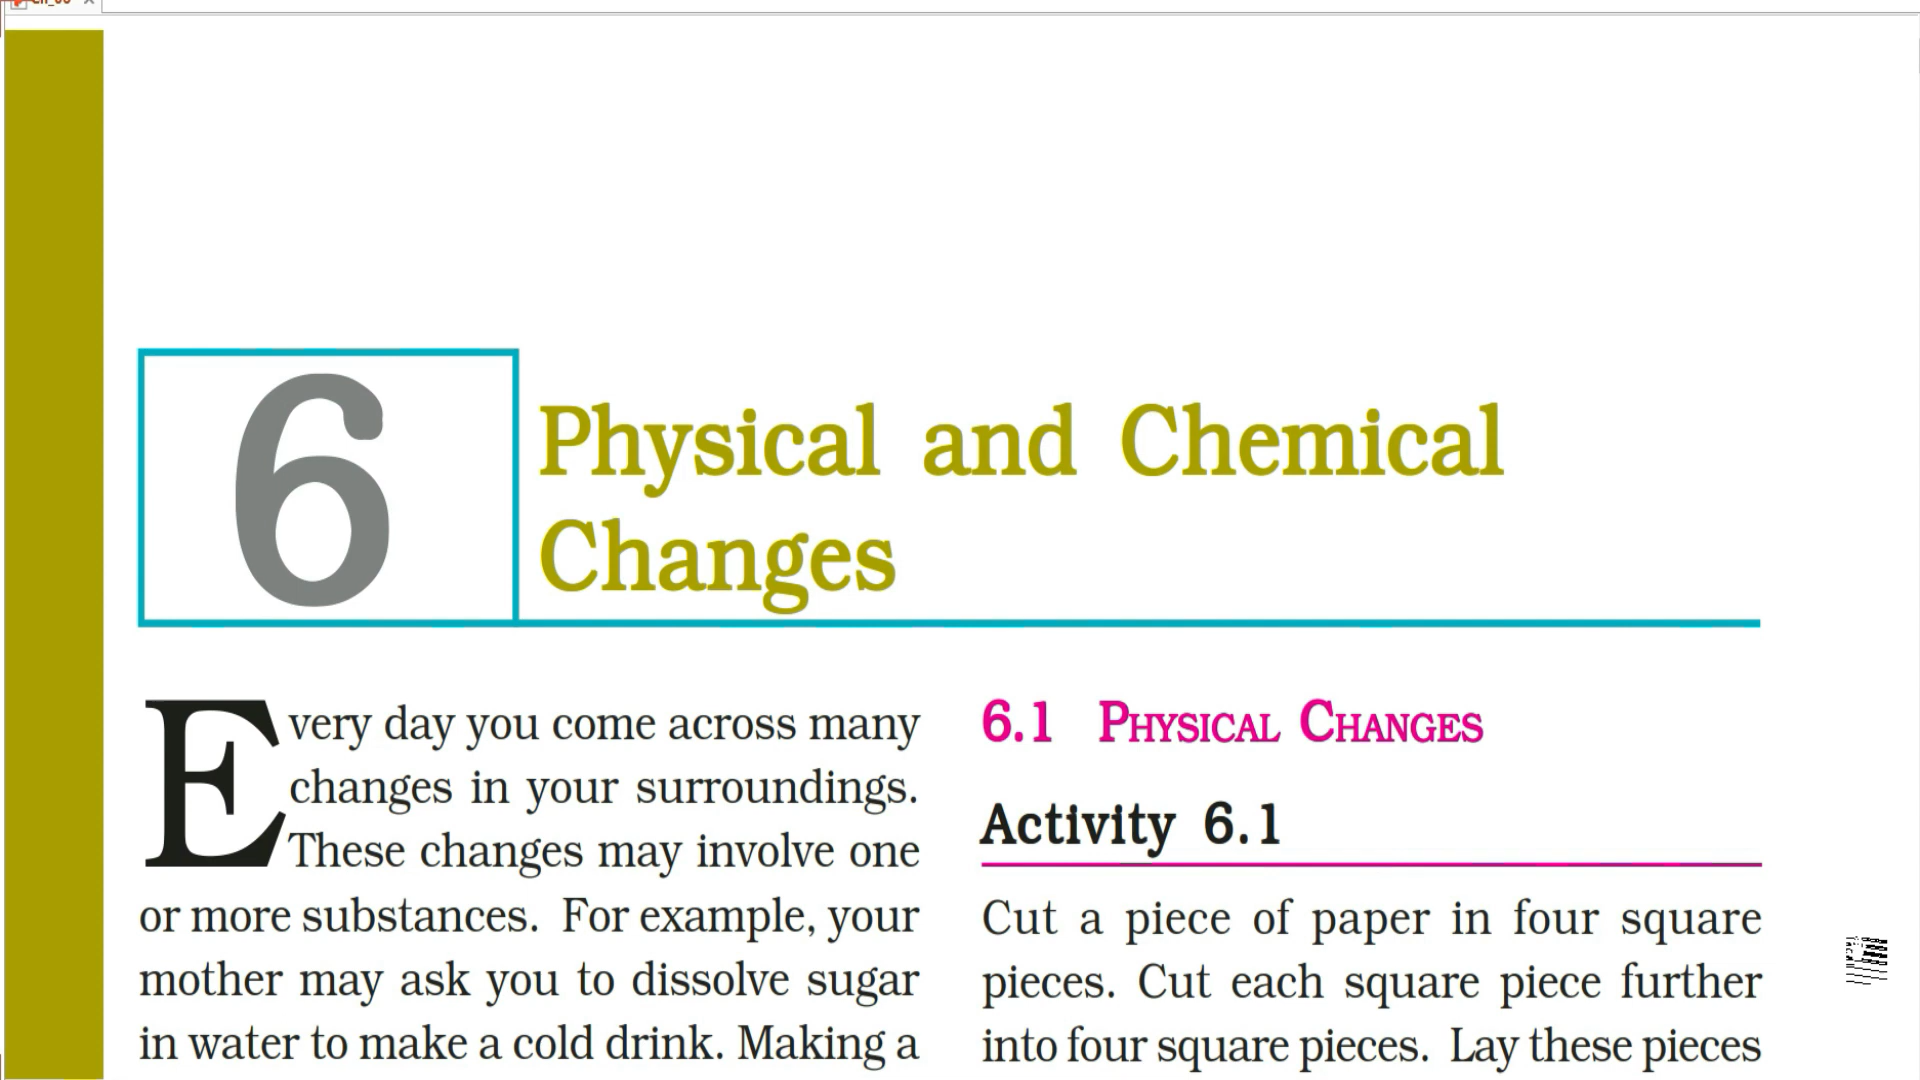 6
Physical and Chemical
Changes
Every day you come across many
changes in your surroundings.
These changes may involve one
or more substances. For example, your
mother may ask you to dissolve sugar
in water to make a cold drink. Making a
6.1 PHYSICAL CHANGES
Activity 6.1
Cut a piece of paper in four square
pieces. Cut each square piece further
into four square pieces. Lay these pieces